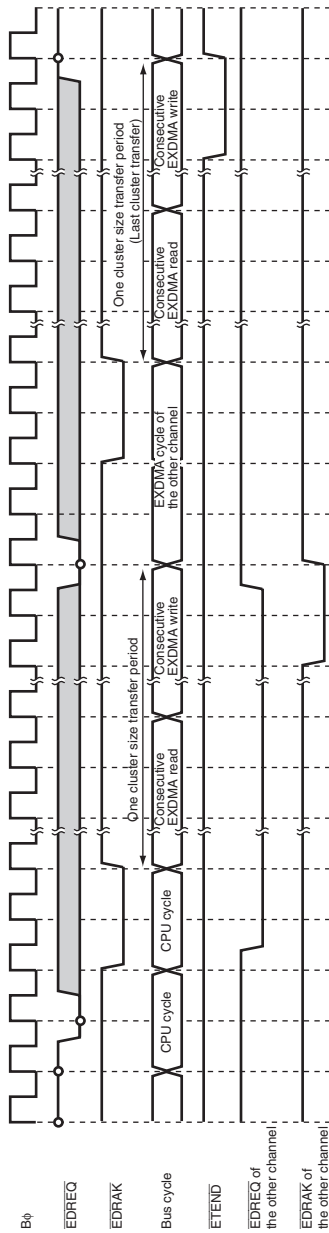 Bφ
EDREQ
EDRAK
Bus cycle
CPU cycle
CPU cycle
One cluster size transfer period
Consecutive
EXDMA read
Consecutive
EXDMA write
EXDMA cycle of
the other channel
One cluster size transfer period
(Last cluster transfer)
Consecutive
EXDMA read
Consecutive
EXDMA write
ETEND
EDREQ of
the other channel
EDRAK of
the other channel